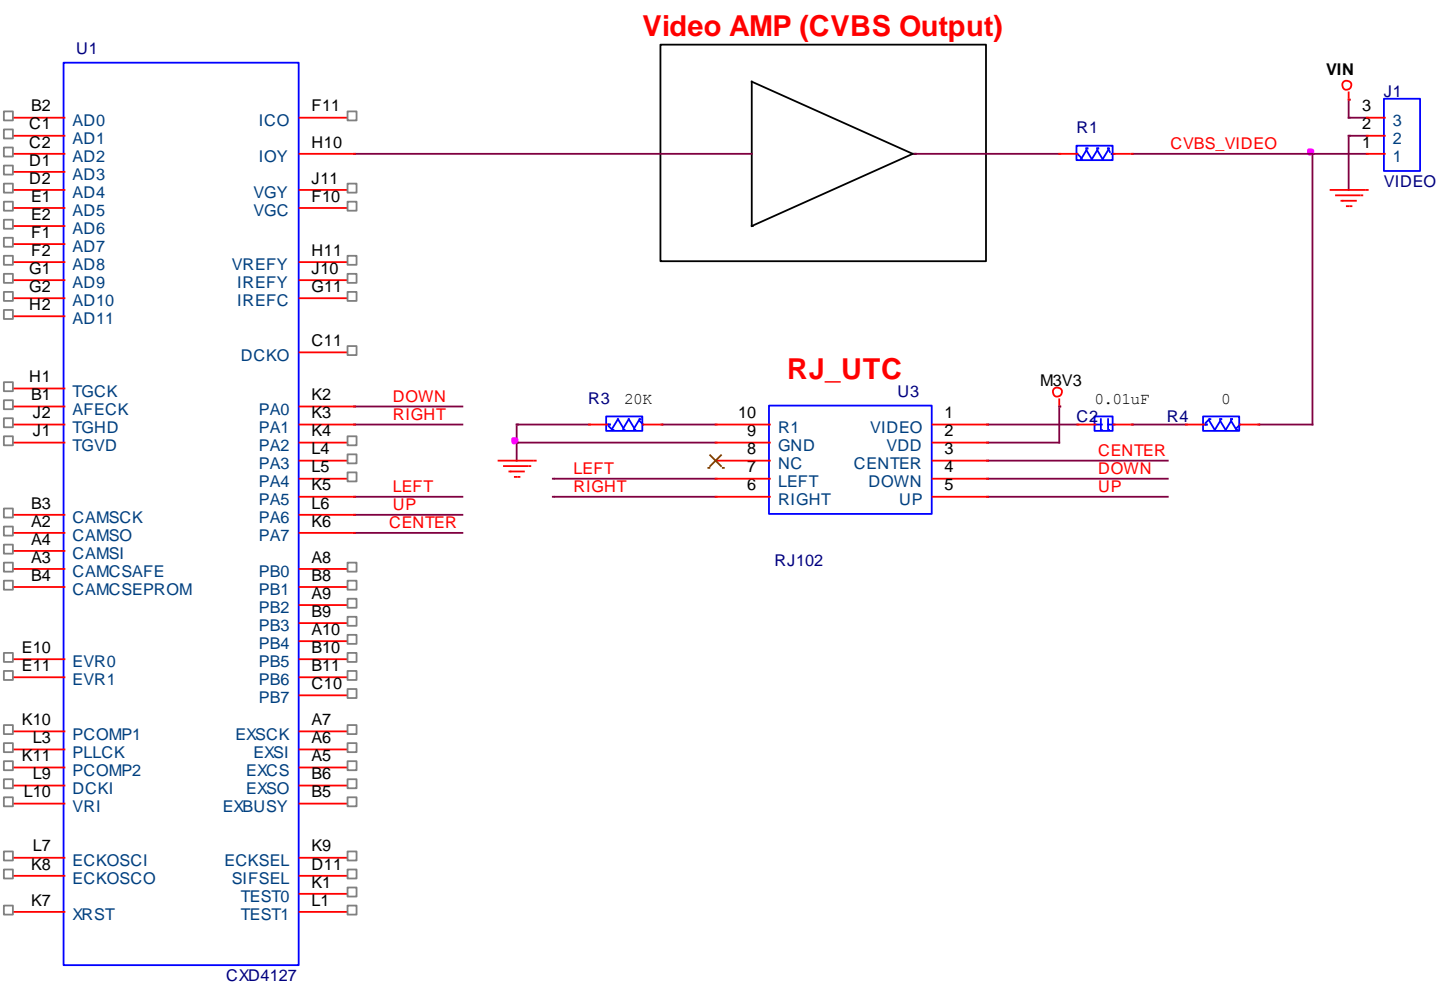 Video AMP (CVBS Output)
U1
B2 AD0
C1 AD1
C2 AD2
D1 AD3
D2 AD4
E1 AD5
E2 AD6
F1 AD7
F2 AD8
G1 AD9
G2 AD10
H2 AD11
H1 TGCK
B1 AFECK
J2 TGHD
J1 TGVD
B3 CAMSCK
A2 CAMSO
A4 CAMSI
A3 CAMCSAFE
B4 CAMCSEPROM
E10 EVR0
E11 EVR1
K10 PCOMP1
L3 PLLCK
K11 PCOMP2
L9 DCKI
L10 VRI
L7 ECKOSCI
K8 ECKOSCO
K7 XRST
ICO F11
IOY H10
VGY J11
VGC F10
VREFY H11
IREFY J10
IREFC G11
DCKO C11
PA0 K2 DOWN
PA1 K3 RIGHT
PA2 K4
PA3 L4
PA4 L5
PA5 K5 LEFT
PA6 L6 UP
PA7 K6 CENTER
PB0 A8
PB1 B8
PB2 A9
PB3 B9
PB4 A10
PB5 B10
PB6 B11
PB7 C10
EXSCK A7
EXSI A6
EXCS A5
EXSO B6
EXBUSY B5
ECKSEL K9
SIFSEL D11
TEST0 K1
TEST1 L1
CXD4127
R1
CVBS_VIDEO
VIN
J1
3 3
2 2
1 1
VIDEO
RJ_UTC
U3
R3 20K
10 R1
9 GND
8 NC
LEFT 7 LEFT
RIGHT 6 RIGHT
VIDEO 1
VDD 2
CENTER 3 CENTER
DOWN 4 DOWN
UP 5 UP
M3V3
C2 0.01uF
R4 0
RJ102